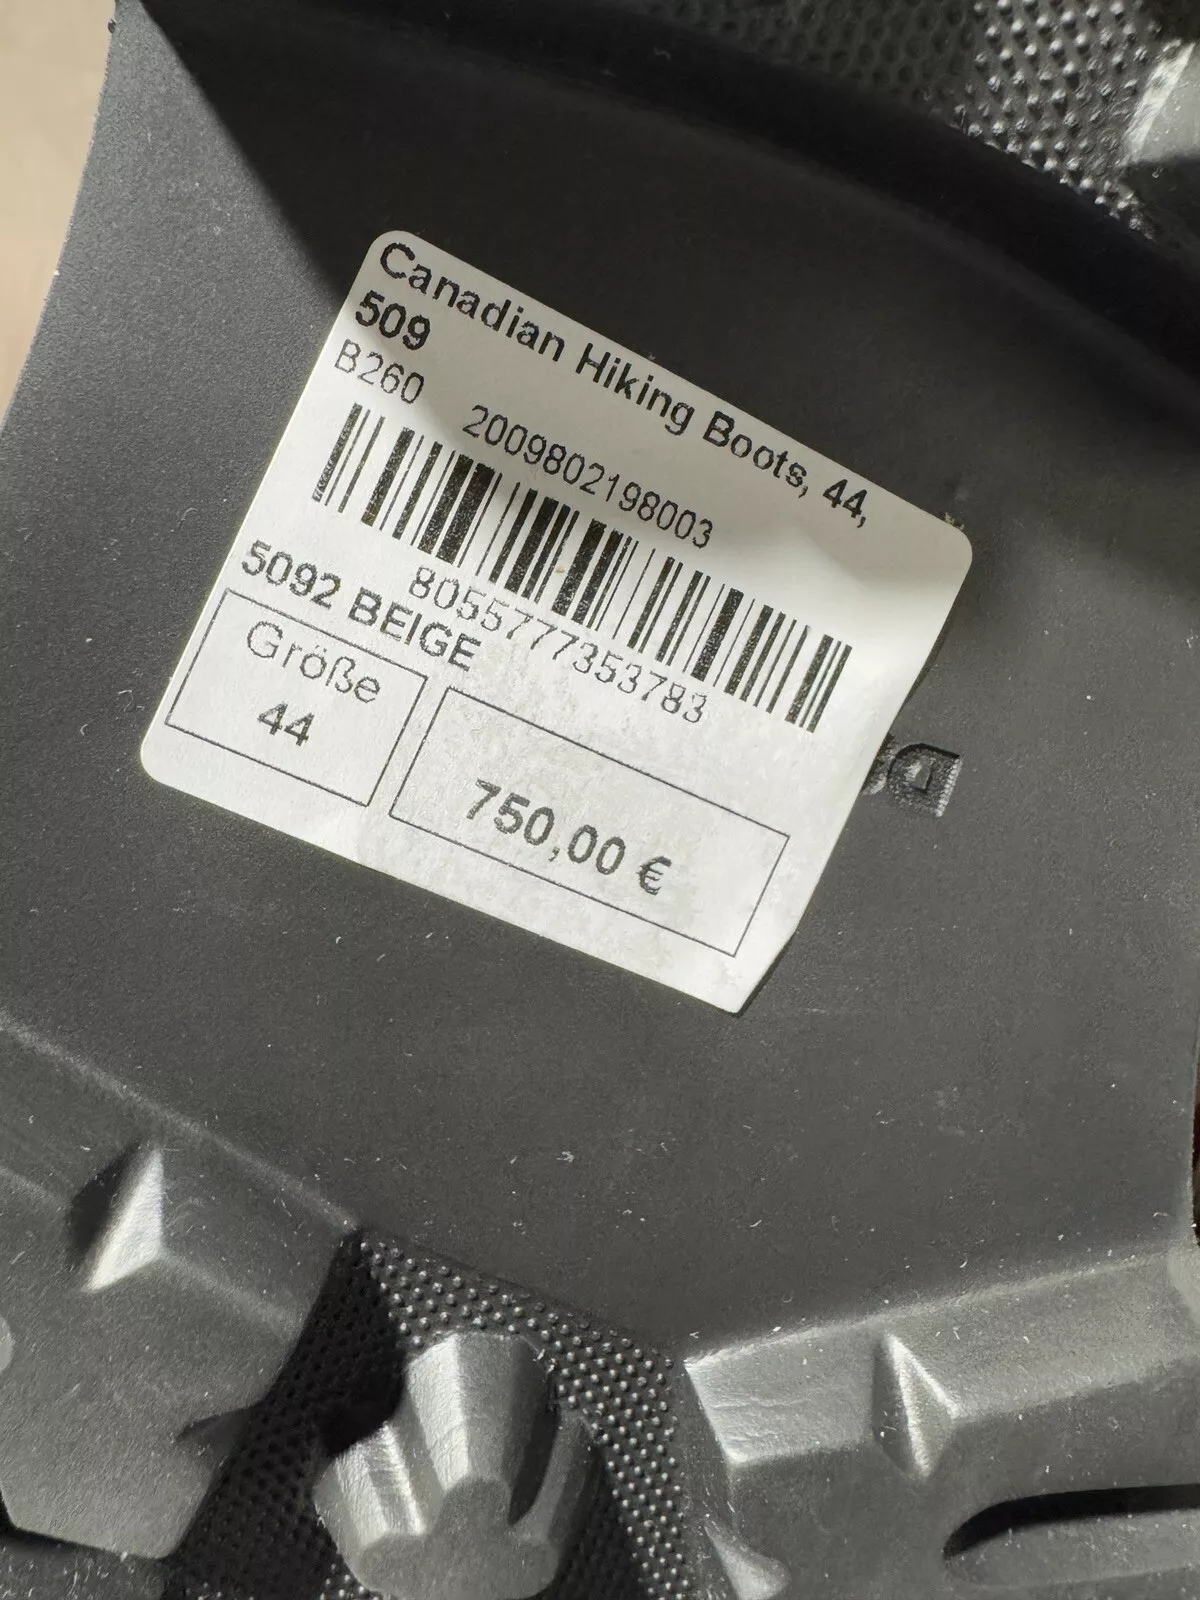 Canadian Hiking Boots, 44,
509
B260 2009802198003
8055777353783
5092 BEIGE
Größe
44
750,00 €